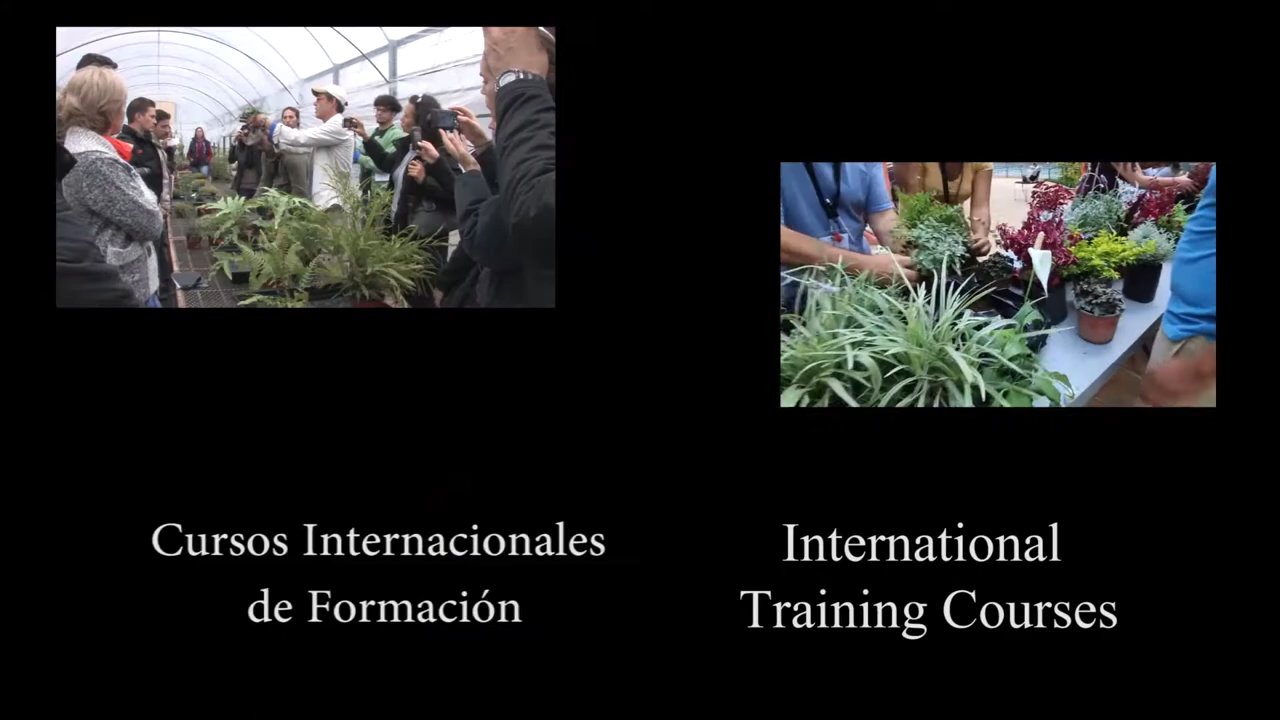 Cursos Internacionales
de Formación
International
Training Courses